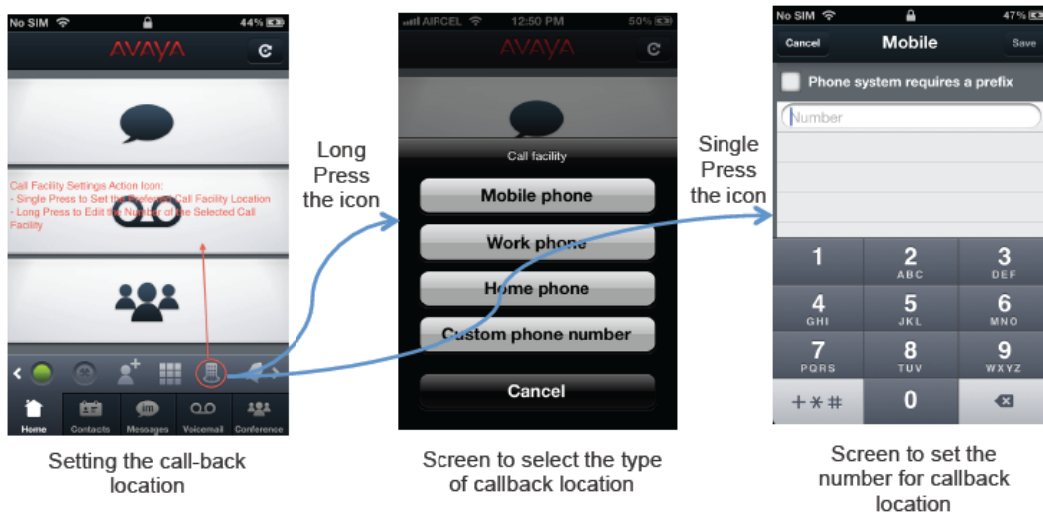 No SIM 44%
AVAYA
Call Facility Settings Action Icon:
- Single Press to Set the Preferred Call Facility Location
- Long Press to Edit the Number of the Selected Call
Facility
Home Contacts Messages Voicemail Conference
im
Setting the call-back
location
Long
Press
the icon
AIRCEL 12:50 PM 50%
AVAYA
Call facility
Mobile phone
Work phone
Home phone
Custom phone number
Cancel
Screen to select the type
of callback location
Single
Press
the icon
No SIM 47%
Cancel Mobile Save
Phone system requires a prefix
Number
1 2 3
ABC DEF
4 5 6
GHI JKL MNO
7 8 9
PQRS TUV WXYZ
+*# 0
Screen to set the
number for callback
location